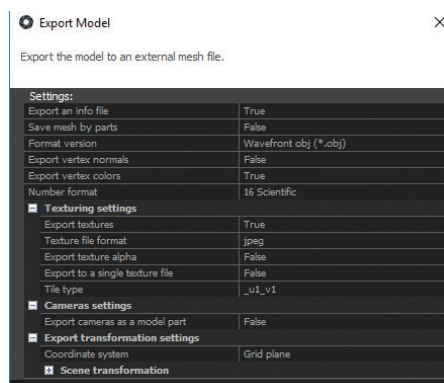 Export Model
Export the model to an external mesh file.
Settings:
Export an info file True
Save mesh by parts False
Format version Wavefront obj (*.obj)
Export vertex normals False
Export vertex colors True
Number format 16 Scientific
Texturing settings
Export textures True
Texture file format jpeg
Export texture alpha False
Export to a single texture file False
Tile type _u1_v1
Cameras settings
Export cameras as a model part False
Export transformation settings
Coordinate system Grid plane
Scene transformation